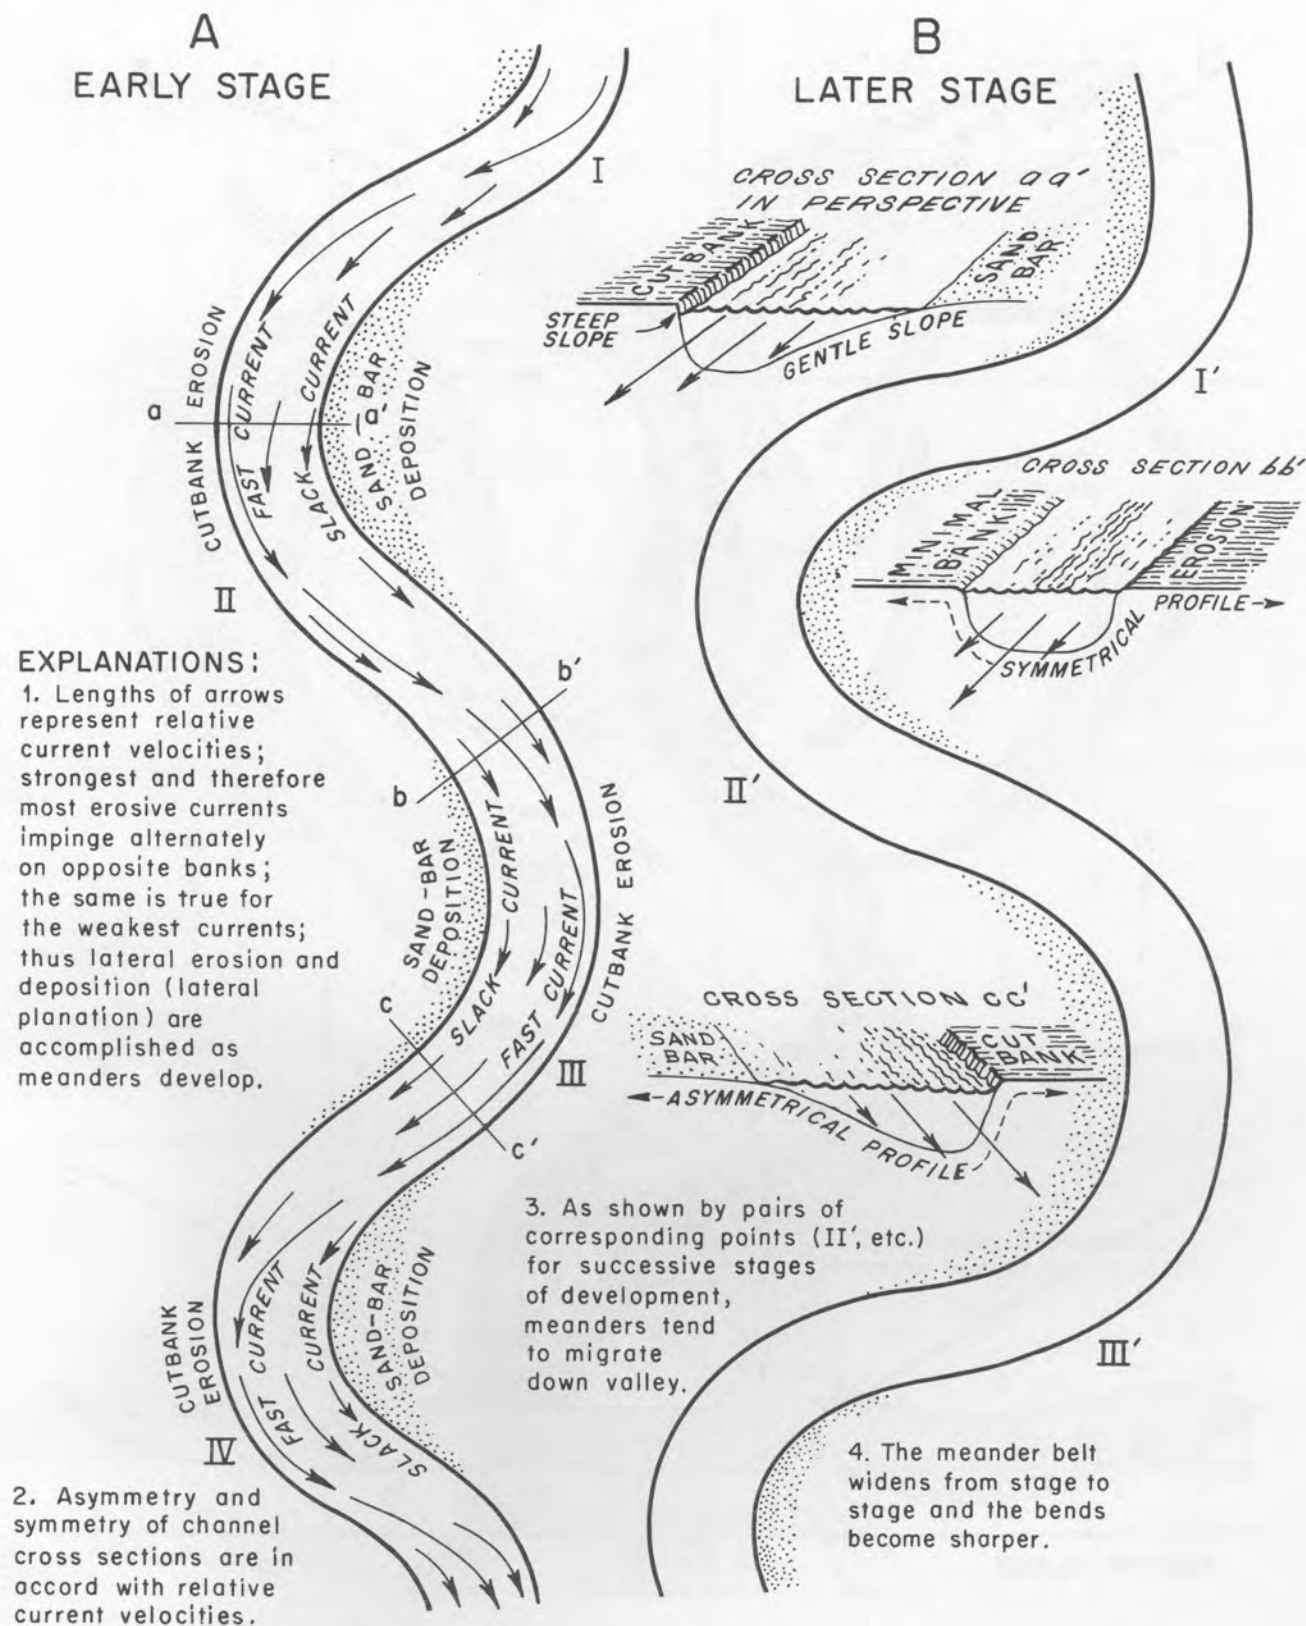 A
EARLY STAGE
B
LATER STAGE
I
CROSS SECTION aa'
IN PERSPECTIVE
CUT BANK
SAND
BAR
STEEP
SLOPE
GENTLE SLOPE
I'
CUTBANK EROSION
FAST CURRENT
SLACK CURRENT
SAND BAR
DEPOSITION
a
a'
II
CROSS SECTION bb'
MINIMAL
BANK
EROSION
SYMMETRICAL
PROFILE
EXPLANATIONS:
1. Lengths of arrows
represent relative
current velocities;
strongest and therefore
most erosive currents
impinge alternately
on opposite banks;
the same is true for
the weakest currents;
thus lateral erosion and
deposition (lateral
planation) are
accomplished as
meanders develop.
b'
b
II'
SAND-BAR
DEPOSITION
SLACK CURRENT
FAST CURRENT
CUTBANK EROSION
c
c'
III
CROSS SECTION CC'
SAND
BAR
CUT
BANK
ASYMMETRICAL PROFILE
3. As shown by pairs of
corresponding points (II', etc.)
for successive stages
of development,
meanders tend
to migrate
down valley.
III'
CUTBANK
EROSION
FAST CURRENT
SLACK CURRENT
SAND-BAR
DEPOSITION
IV
4. The meander belt
widens from stage to
stage and the bends
become sharper.
2. Asymmetry and
symmetry of channel
cross sections are in
accord with relative
current velocities.